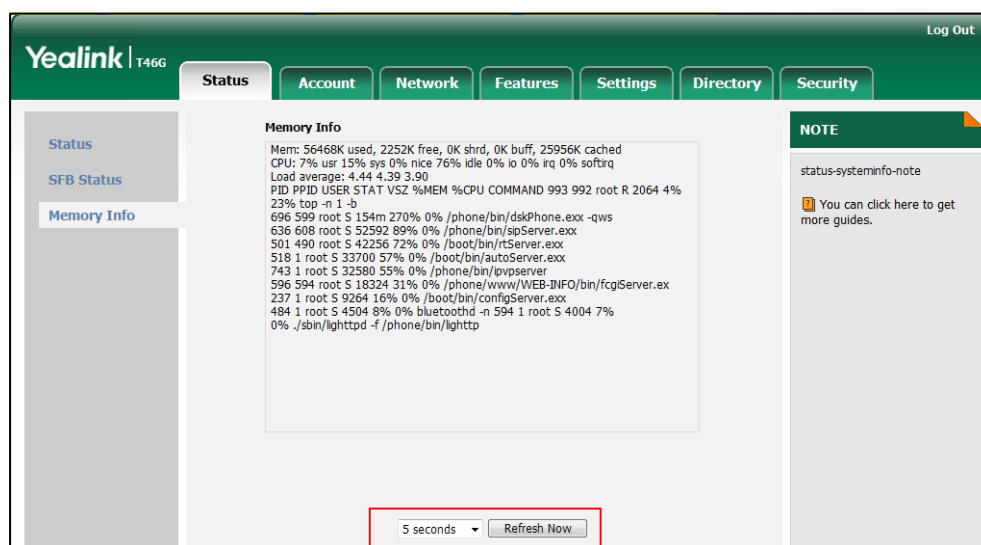 Log Out
Yealink T46G
Status Account Network Features Settings Directory Security
Status
SFB Status
Memory Info
Memory Info
Mem: 56468K used, 2252K free, 0K shrd, 0K buff, 25956K cached
CPU: 7% usr 15% sys 0% nice 76% idle 0% io 0% irq 0% softirq
Load average: 4.44 4.39 3.90
PID PPID USER STAT VSZ %MEM %CPU COMMAND 993 992 root R 2064 4%
23% top -n 1 -b
696 599 root S 154m 270% 0% /phone/bin/dskPhone.exx -qws
636 608 root S 52592 89% 0% /phone/bin/sipServer.exx
501 490 root S 42256 72% 0% /boot/bin/rtServer.exx
518 1 root S 33700 57% 0% /boot/bin/autoServer.exx
743 1 root S 32580 55% 0% /phone/bin/ipvpserver
596 594 root S 18324 31% 0% /phone/www/WEB-INFO/bin/fcgiServer.ex
237 1 root S 9264 16% 0% /boot/bin/configServer.exx
484 1 root S 4504 8% 0% bluetoothd -n 594 1 root S 4004 7%
0% ./sbin/lighttpd -f /phone/bin/lighttp
5 seconds Refresh Now
NOTE
status-systeminfo-note
You can click here to get
more guides.